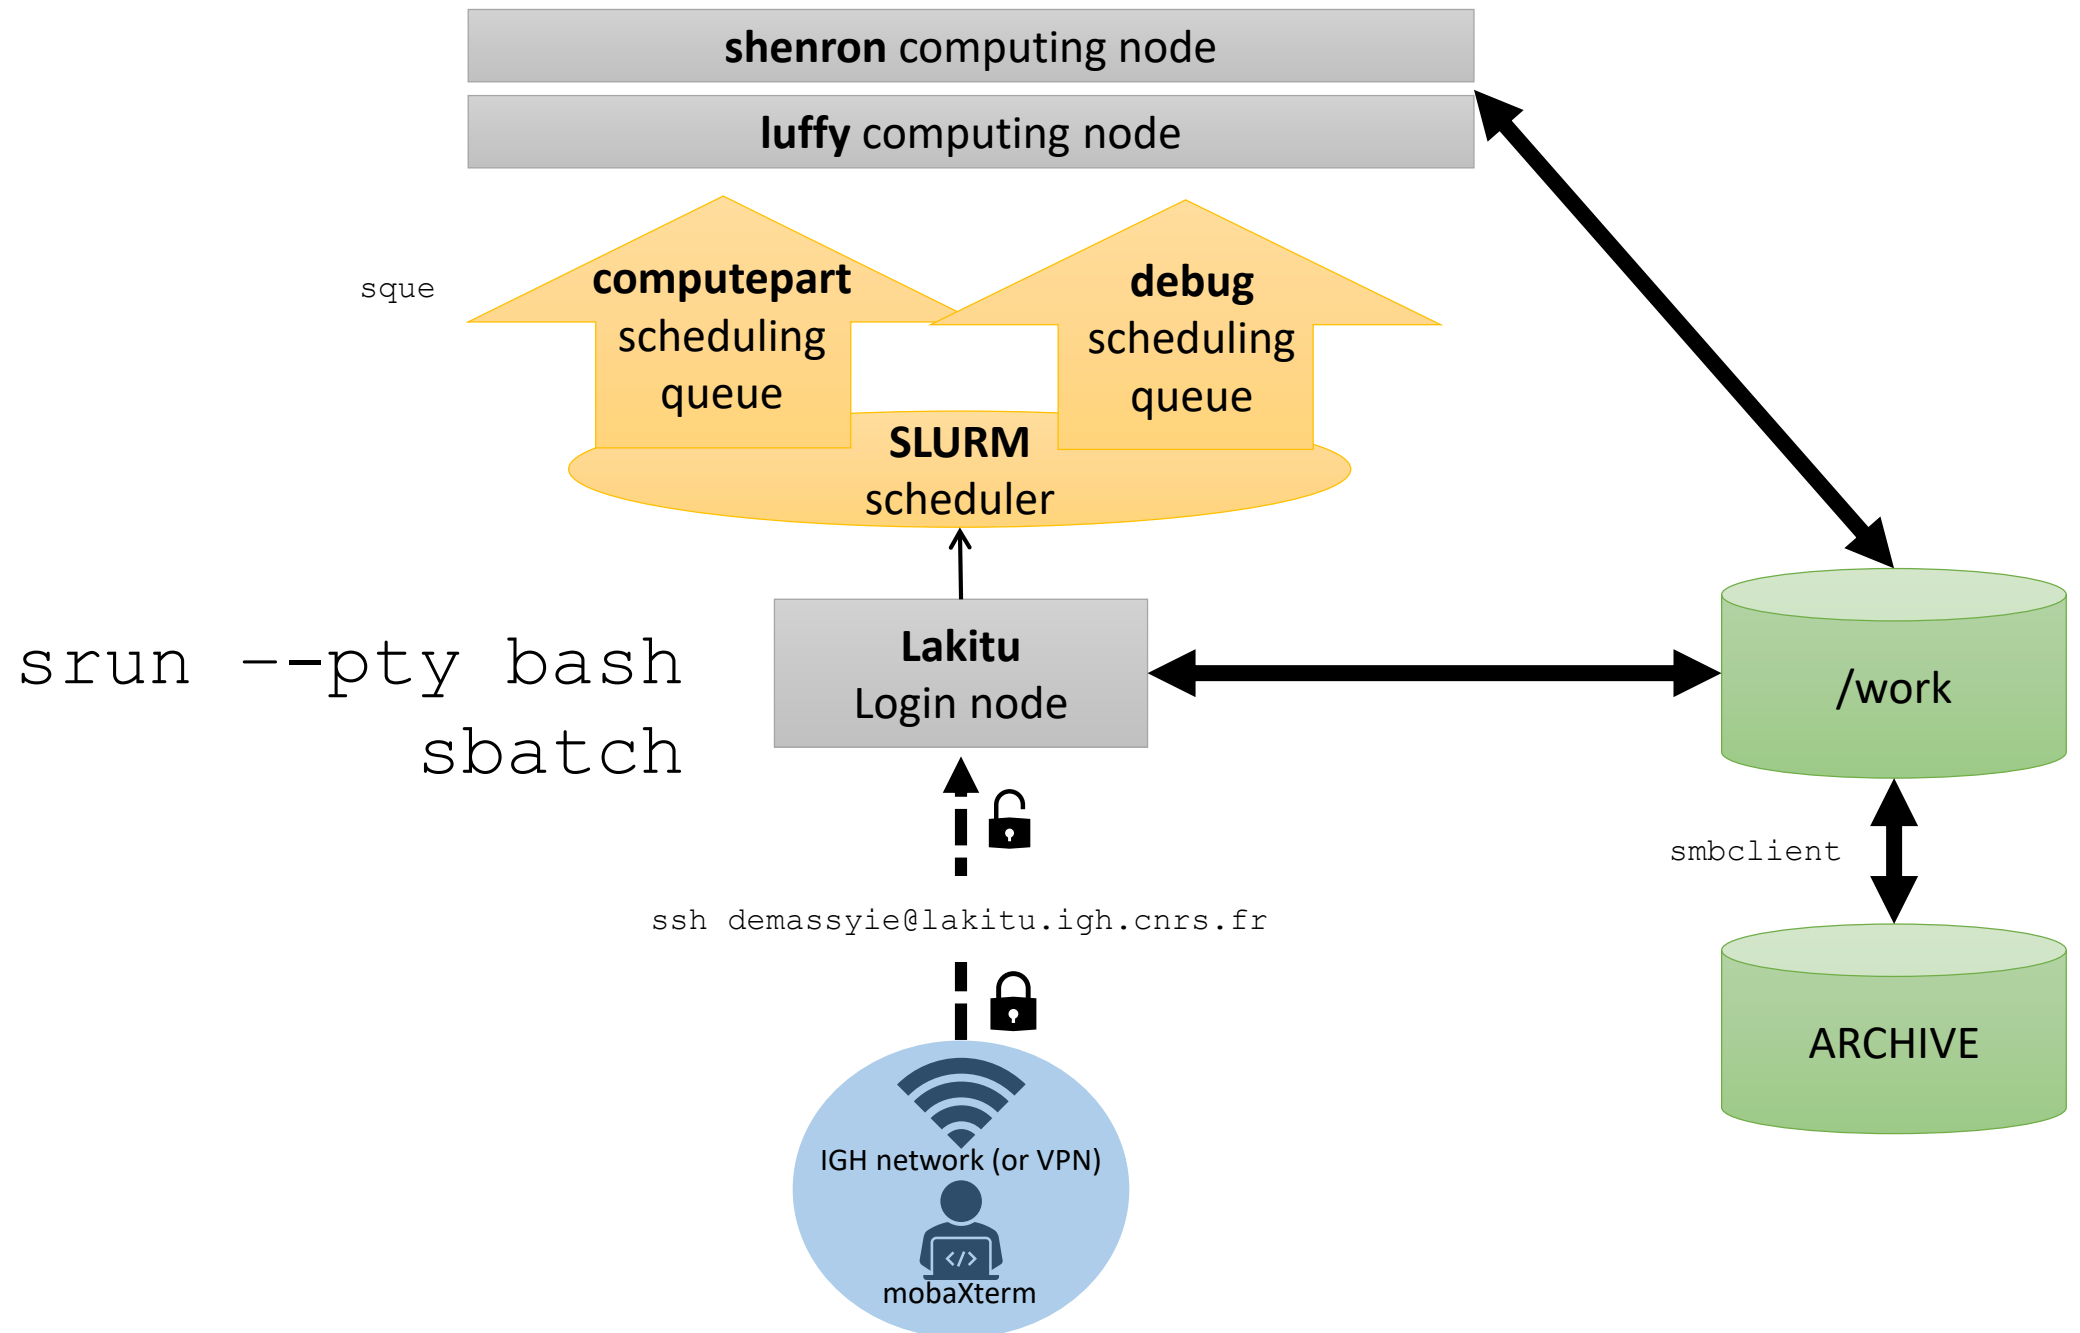 shenron computing node
luffy computing node
sque
computepart
scheduling
queue
debug
scheduling
queue
SLURM
scheduler
srun –-pty bash
sbatch
Lakitu
Login node
/work
smbclient
ssh demassyie@lakitu.igh.cnrs.fr
ARCHIVE
IGH network (or VPN)
</>
mobaXterm